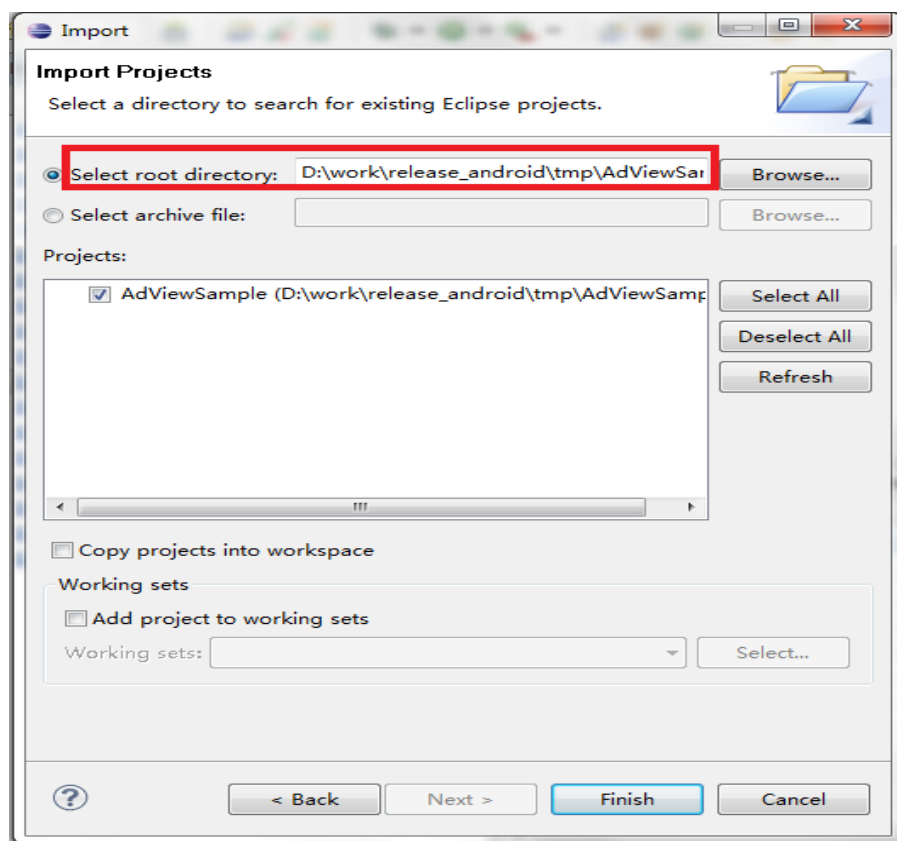 Import
Import Projects
Select a directory to search for existing Eclipse projects.
Select root directory: D:\work\release_android\tmp\AdViewSar Browse...
Select archive file: Browse...
Projects:
AdViewSample (D:\work\release_android\tmp\AdViewSamp Select All
Deselect All
Refresh
Copy projects into workspace
Working sets
Add project to working sets
Working sets: Select...
< Back Next > Finish Cancel